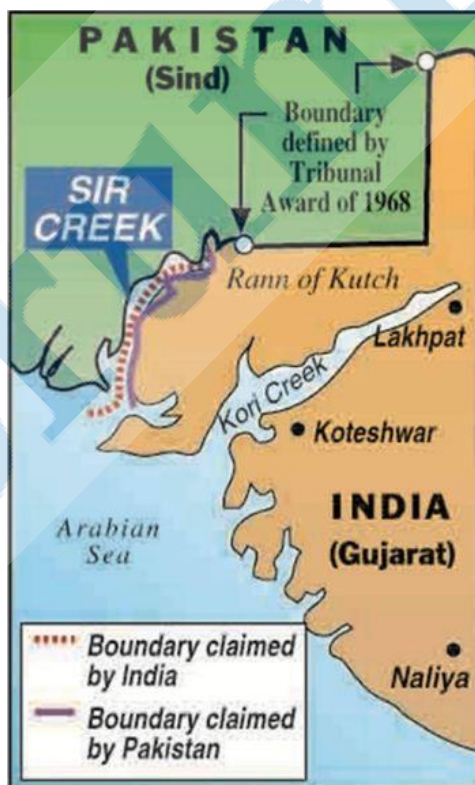 PAKISTAN
(Sind)
Boundary
defined by
Tribunal
Award of 1968
SIR
CREEK
Rann of Kutch
Lakhpat
Kori Creek
Koteshwar
INDIA
(Gujarat)
Arabian
Sea
Naliya
Boundary claimed
by India
Boundary claimed
by Pakistan